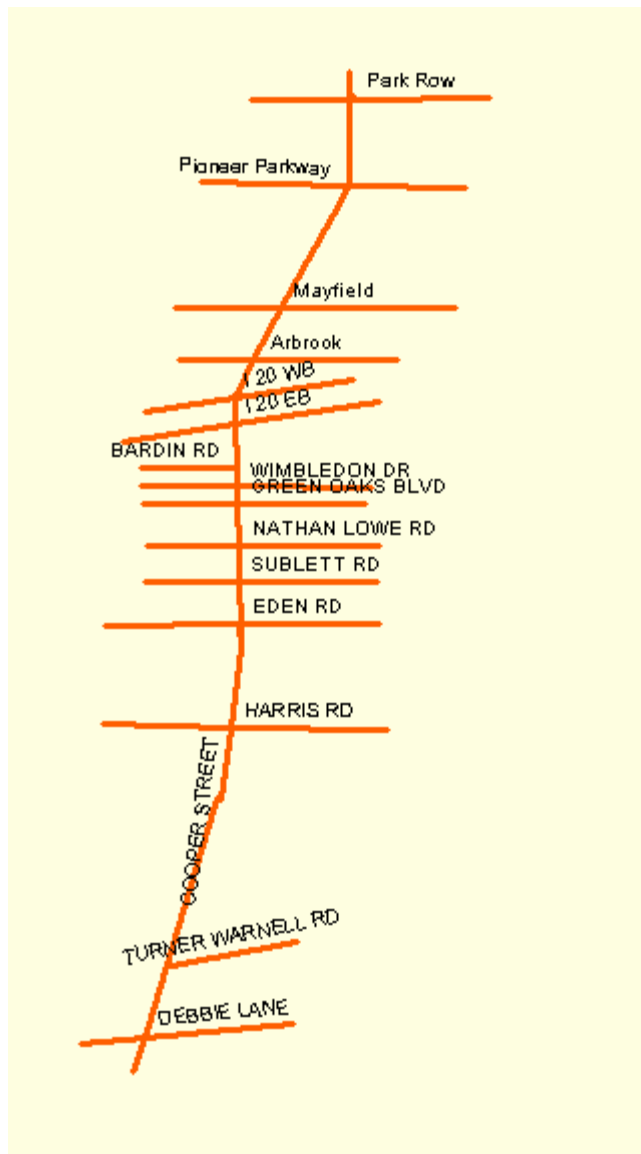 Park Row
Pioneer Parkway
Mayfield
Arbrook
I 20 WB
I 20 EB
BARDIN RD
WIMBLEDON DR
GREEN OAKS BLVD
NATHAN LOWE RD
SUBLETT RD
EDEN RD
HARRIS RD
COOPER STREET
TURNER WARNELL RD
DEBBIE LANE